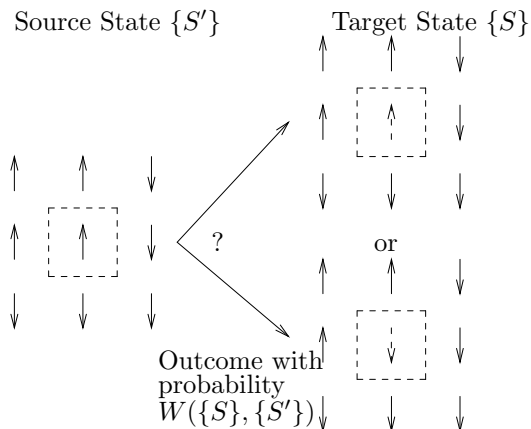 Source State {S′}
Target State {S}
?
or
Outcome with
probability
W({S}, {S′})